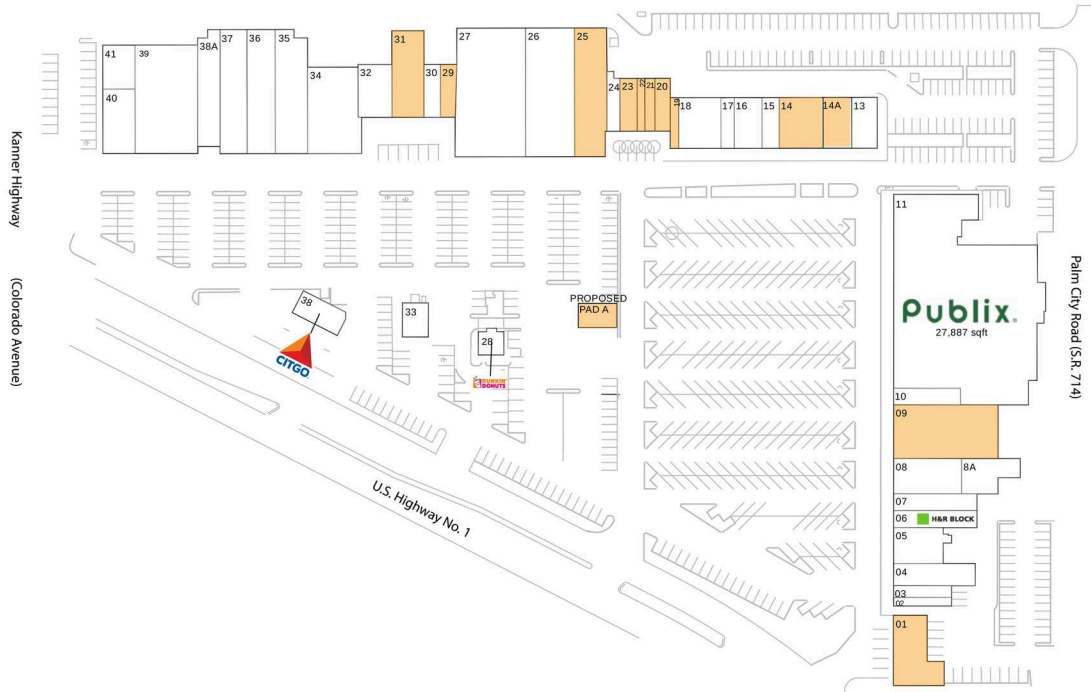 41
39
40
38A
37
36
35
34
32
31
30
29
27
26
25
24
23
22
21
20
19
18
17
16
15
14
14A
13
Kanner Highway
(Colorado Avenue)
Palm City Road (S.R. 714)
11
Publix.
27,887 sqft
10
09
08
8A
07
06
H&R BLOCK
05
04
03
02
01
38
CITGO
33
28
DUNKIN'
DONUTS
PROPOSED
PAD A
U.S. Highway No. 1